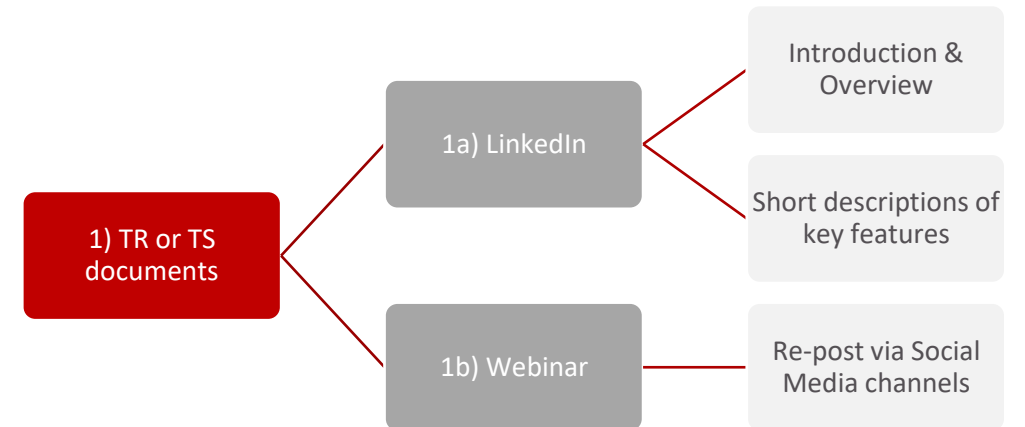 1) TR or TS
documents
1a) LinkedIn
Introduction &
Overview
Short descriptions of
key features
1b) Webinar
Re-post via Social
Media channels